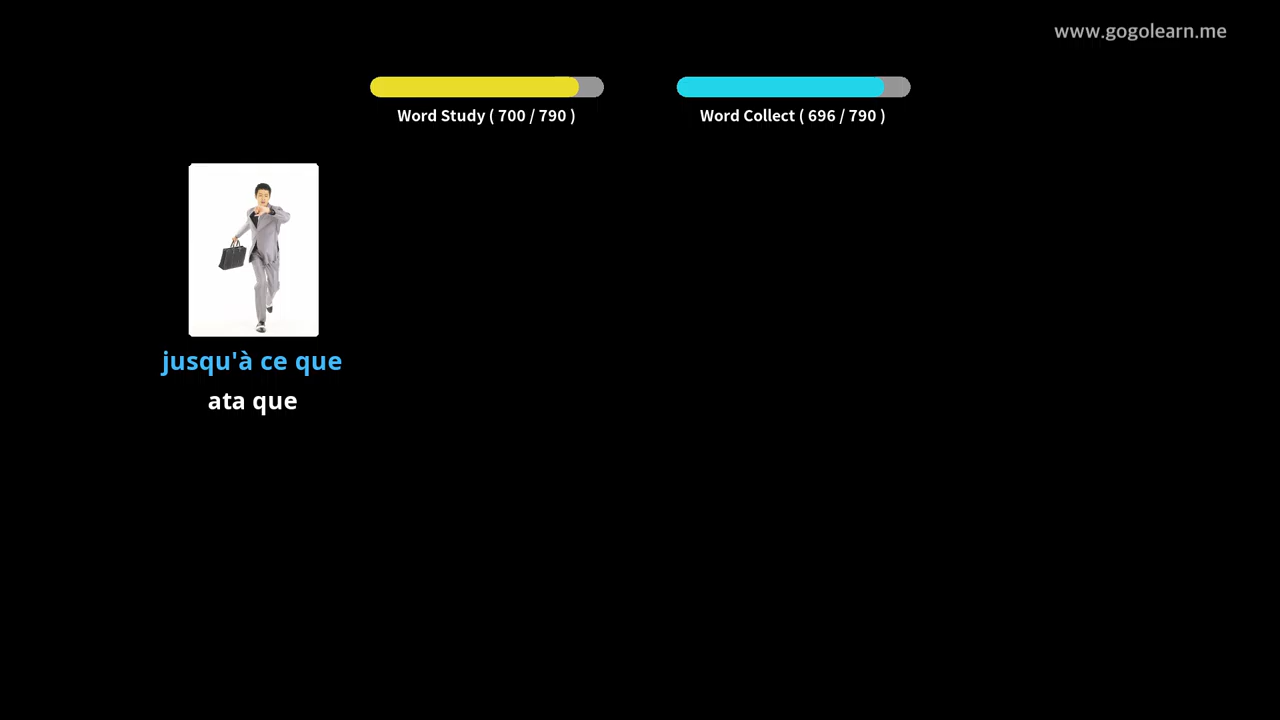 www.gogolearn.me
Word Study ( 700 / 790 )
Word Collect ( 696 / 790 )
jusqu'à ce que
ata que